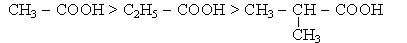 CH₃ – COOH > C₂H₅ – COOH > CH₃ – CH – COOH
CH₃